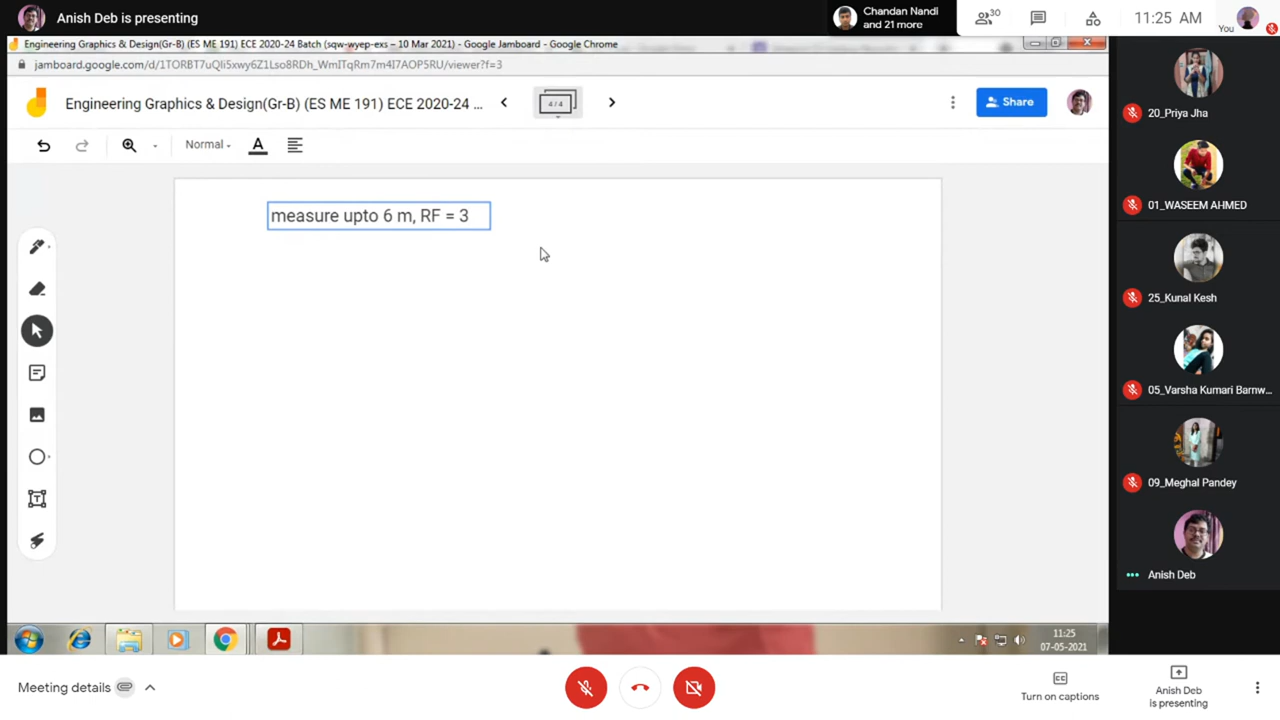 Anish Deb is presenting
Chandan Nandi
and 21 more
30
11:25 AM
You
Engineering Graphics & Design(Gr-B) (ES ME 191) ECE 2020-24 Batch (sqw-wyep-exs – 10 Mar 2021) - Google Jamboard - Google Chrome
jamboard.google.com/d/1TORBT7uQli5xwy6Z1Lso8RDh_WmITqRm7m4I7AOP5RU/viewer?f=3
Engineering Graphics & Design(Gr-B) (ES ME 191) ECE 2020-24 ...
4 / 4
Share
Normal
measure upto 6 m, RF = 3
20_Priya Jha
01_WASEEM AHMED
25_Kunal Kesh
05_Varsha Kumari Barnw...
09_Meghal Pandey
Anish Deb
11:25
07-05-2021
Meeting details
Turn on captions
Anish Deb
is presenting